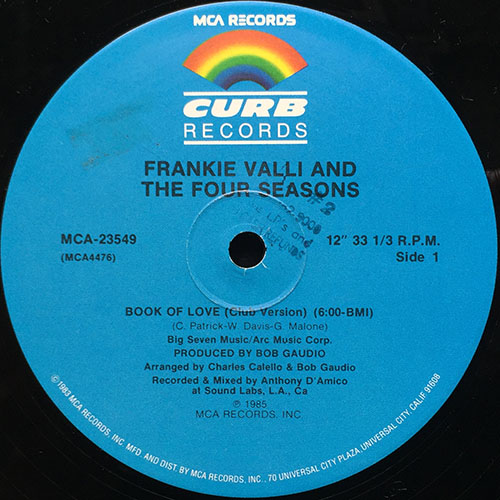 MCA RECORDS
CURB
RECORDS
FRANKIE VALLI AND
THE FOUR SEASONS
MCA-23549
(MCA4476)
12" 33 1/3 R.P.M.
Side 1
#2
and
BOOK OF LOVE (Club Version) (6:00-BMI)
(C. Patrick-W. Davis-G. Malone)
Big Seven Music/Arc Music Corp.
PRODUCED BY BOB GAUDIO
Arranged by Charles Calello & Bob Gaudio
Recorded & Mixed by Anthony D'Amico
at Sound Labs, L.A., Ca
℗ 1985
MCA RECORDS, INC.
©1983 MCA RECORDS, INC. MFD. AND DIST. BY MCA RECORDS, INC., 70 UNIVERSAL CITY PLAZA, UNIVERSAL CITY, CALIF. 91608